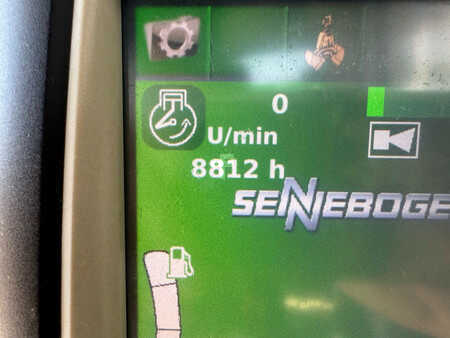 0
U/min
8812 h
SENNEBOGE